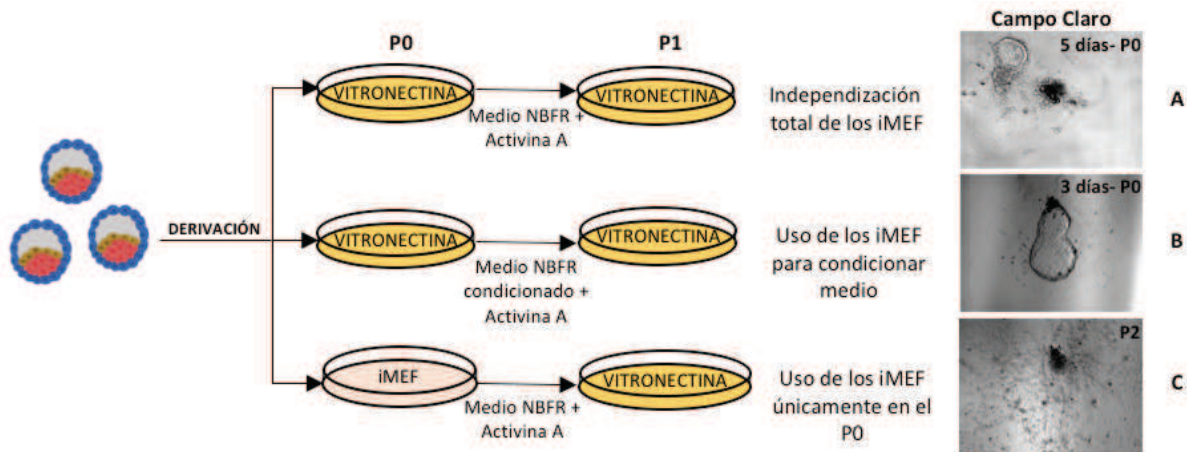 Campo Claro
P0
P1
5 días- P0
VITRONECTINA
VITRONECTINA
Medio NBFR +
Activina A
Independización
total de los iMEF
A
DERIVACIÓN
3 días- P0
VITRONECTINA
VITRONECTINA
Medio NBFR
condicionado +
Activina A
Uso de los iMEF
para condicionar
medio
B
P2
iMEF
VITRONECTINA
Medio NBFR +
Activina A
Uso de los iMEF
únicamente en el
P0
C